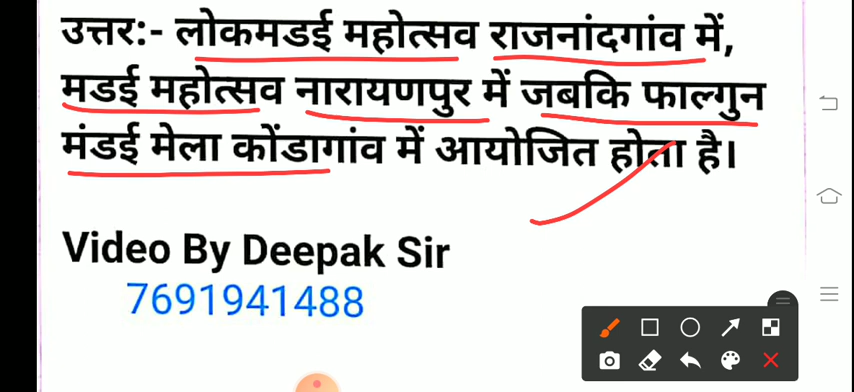 उत्तर:- लोकमडई महोत्सव राजनांदगांव में,
मडई महोत्सव नारायणपुर में जबकि फाल्गुन
मंडई मेला कोंडागांव में आयोजित होता है।
Video By Deepak Sir
7691941488